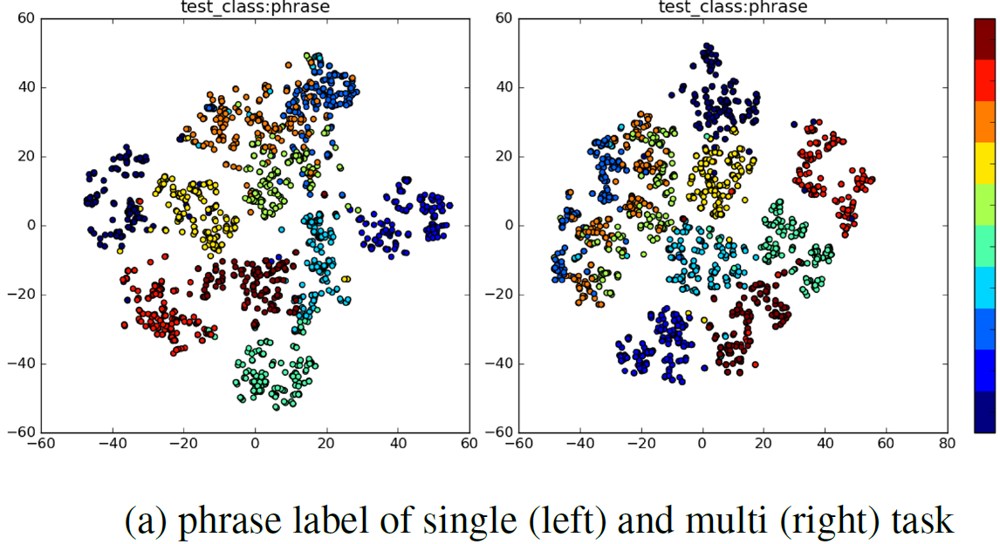 test_class:phrase test_class:phrase
60 60
40 40
20 20
0 0
−20 −20
−40 −40
−60 −60
−60 −40 −20 0 20 40 60 −60 −40 −20 0 20 40 60 80
(a) phrase label of single (left) and multi (right) task